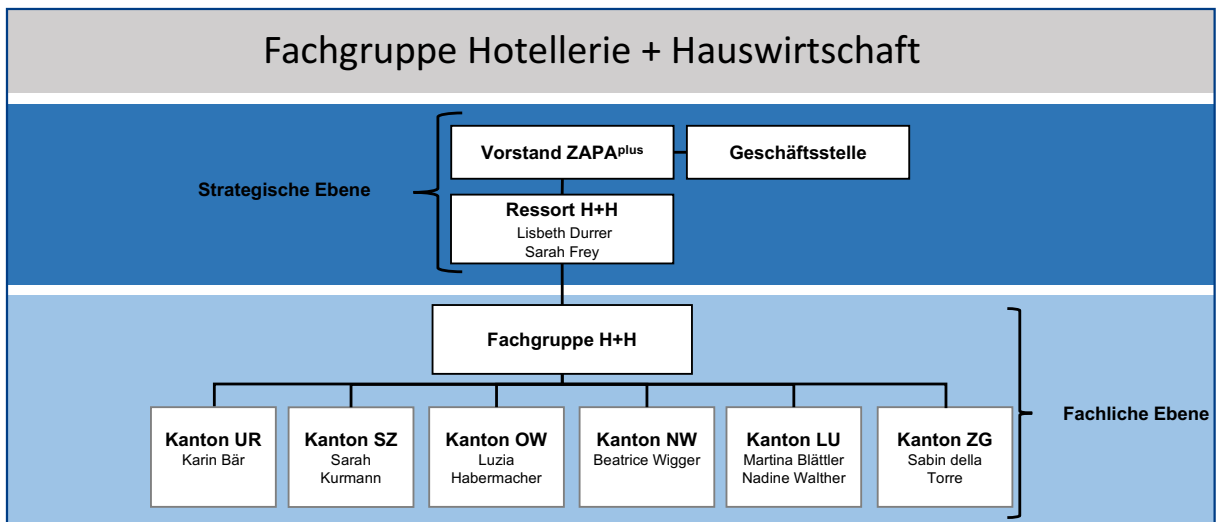 Fachgruppe Hotellerie + Hauswirtschaft
Strategische Ebene
Vorstand ZAPAplus
Geschäftsstelle
Ressort H+H
Lisbeth Durrer
Sarah Frey
Fachgruppe H+H
Fachliche Ebene
Kanton UR
Karin Bär
Kanton SZ
Sarah
Kurmann
Kanton OW
Luzia
Habermacher
Kanton NW
Beatrice Wigger
Kanton LU
Martina Blättler
Nadine Walther
Kanton ZG
Sabin della
Torre